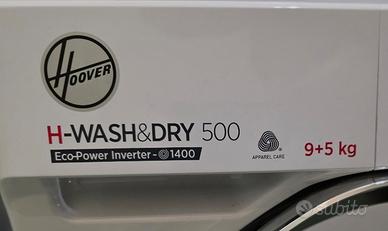 HOOVER
H-WASH&DRY 500
Eco-Power Inverter - 1400
APPAREL CARE
9+5 kg
subito